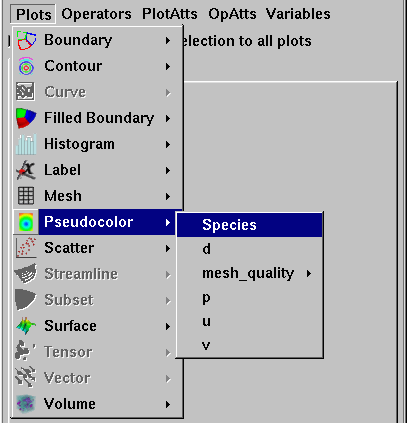 Plots Operators PlotAtts OpAtts Variables
election to all plots
Boundary
Contour
Curve
Filled Boundary
Histogram
Label
Mesh
Pseudocolor
Scatter
Streamline
Subset
Surface
Tensor
Vector
Volume
Species
d
mesh_quality
p
u
v